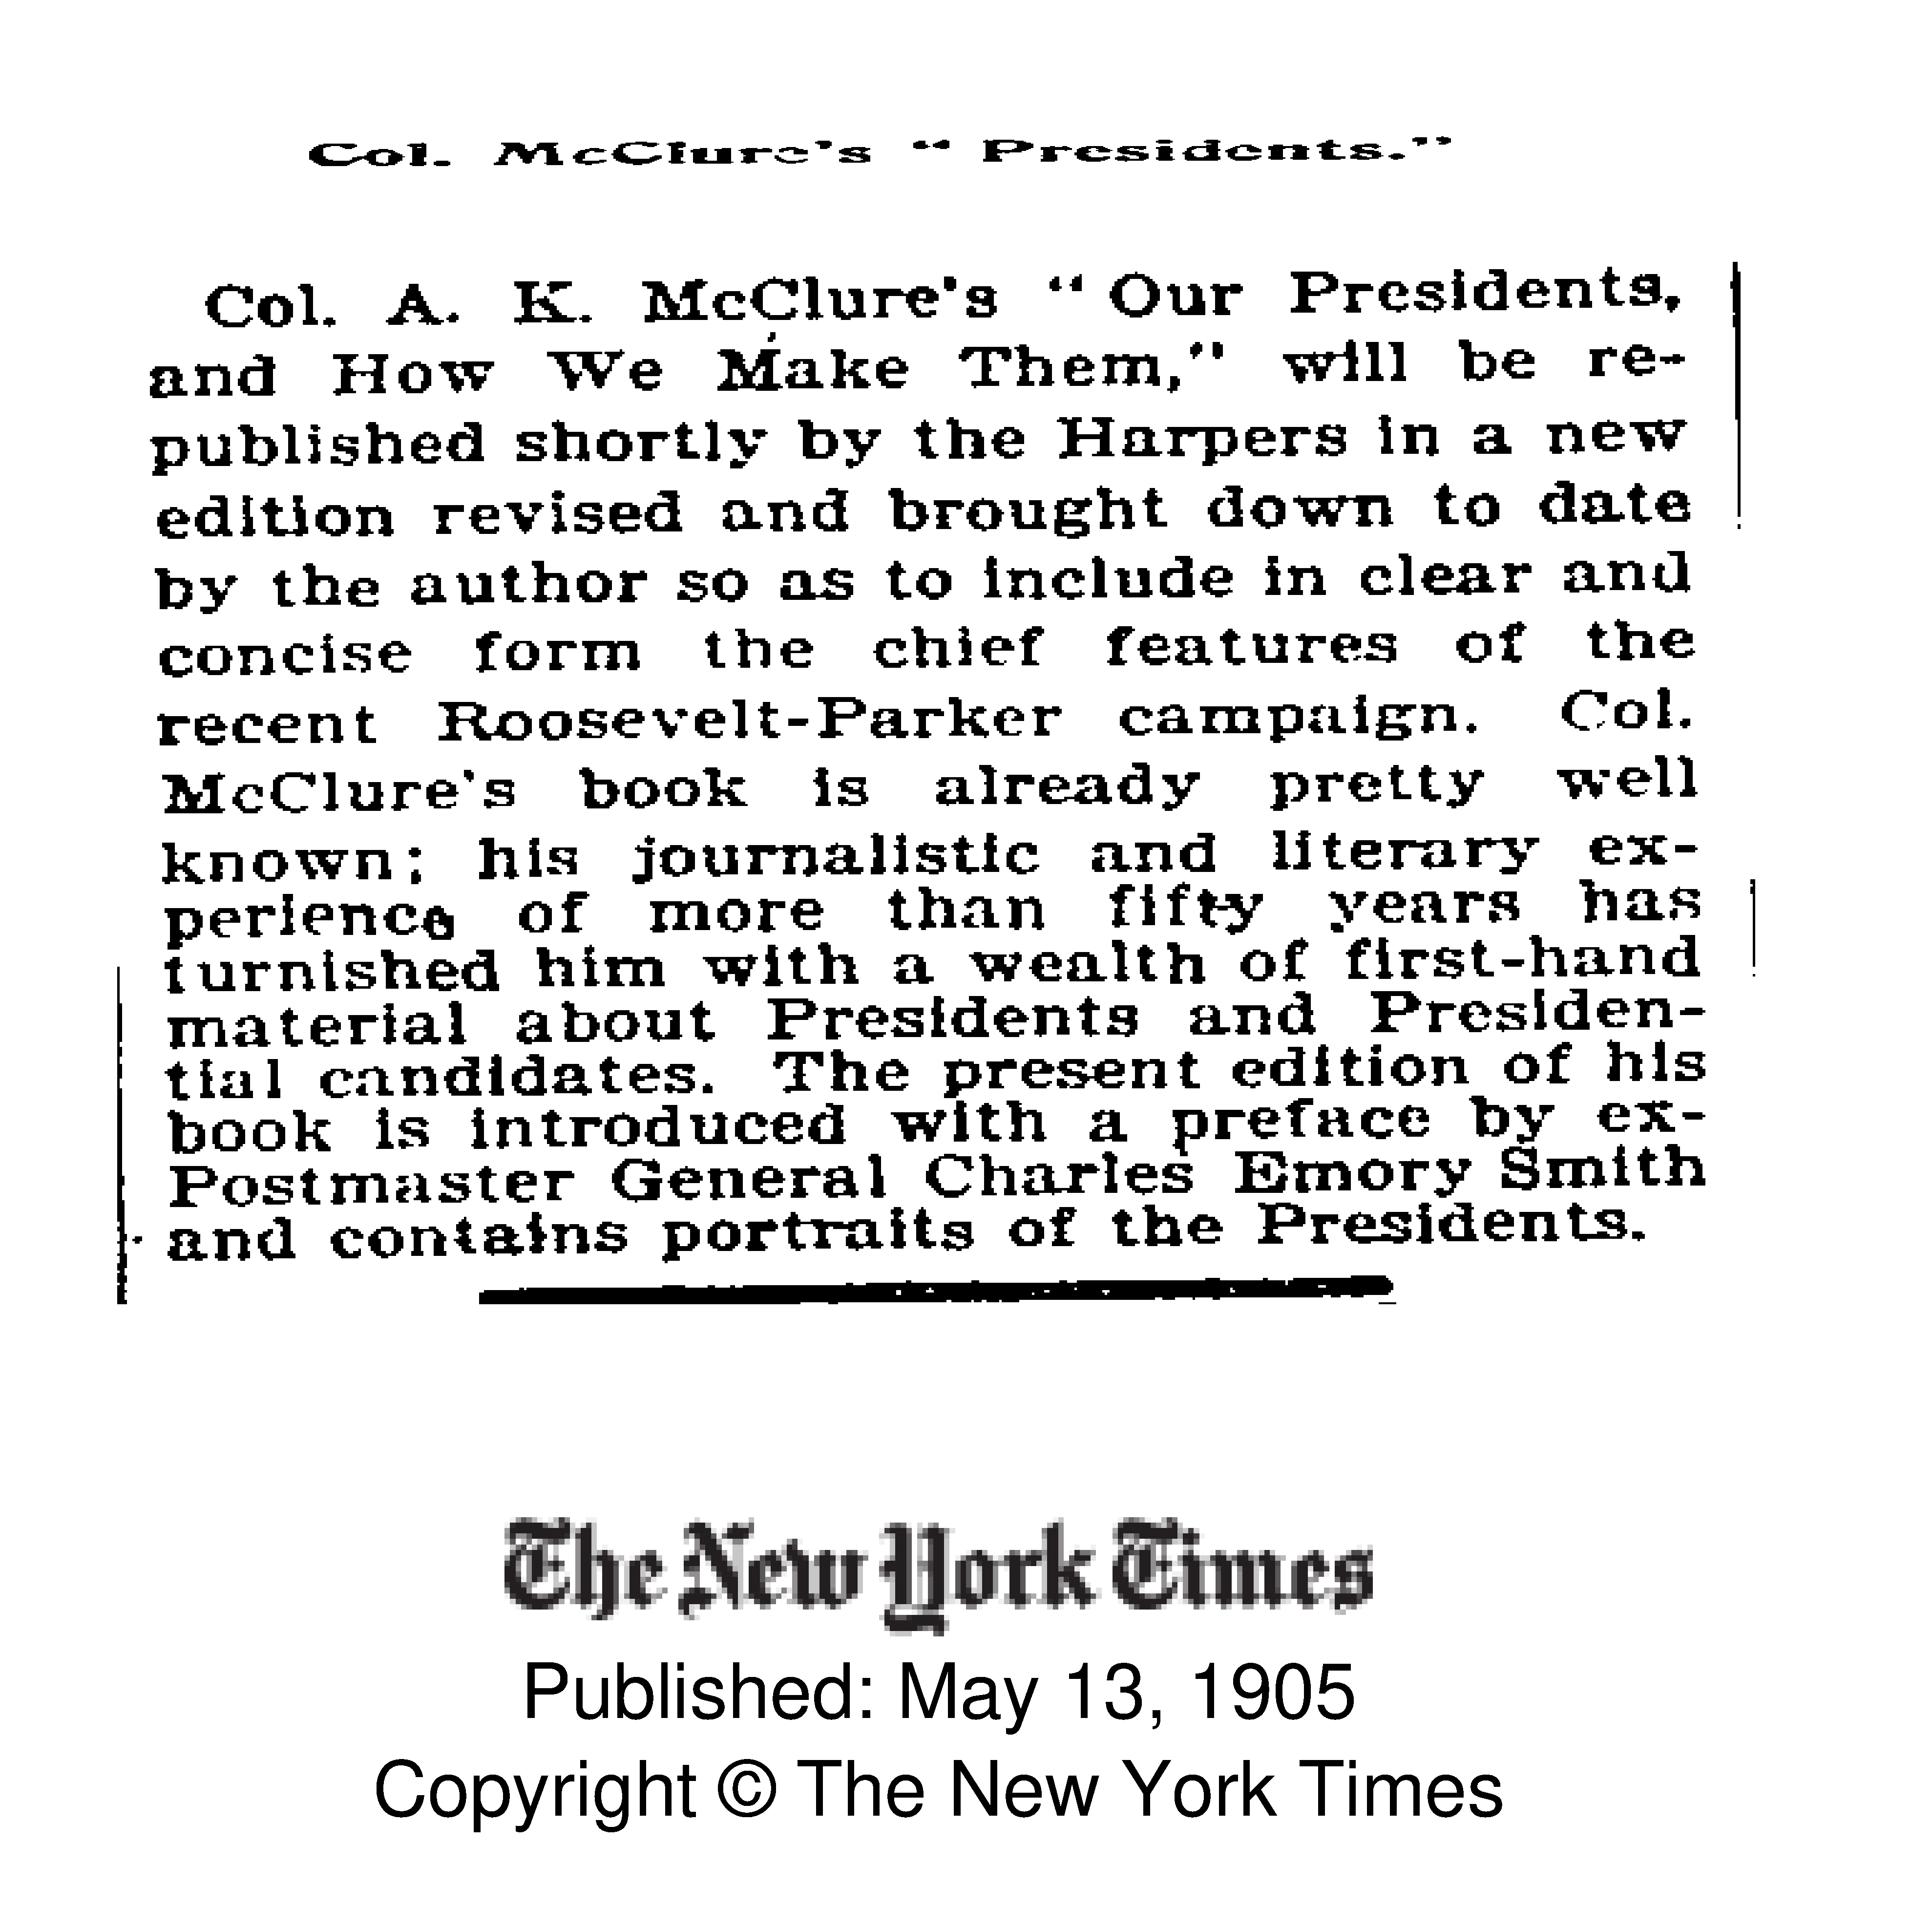 Col. McClure's " Presidents."
Col. A. K. McClure's " Our Presidents,
and How We Make Them," will be re-
published shortly by the Harpers in a new
edition revised and brought down to date
by the author so as to include in clear and
concise form the chief features of the
recent Roosevelt-Parker campaign. Col.
McClure's book is already pretty well
known; his journalistic and literary ex-
perience of more than fifty years has
furnished him with a wealth of first-hand
material about Presidents and Presiden-
tial candidates. The present edition of his
book is introduced with a preface by ex-
Postmaster General Charles Emory Smith
and contains portraits of the Presidents.
The New York Times
Published: May 13, 1905
Copyright © The New York Times